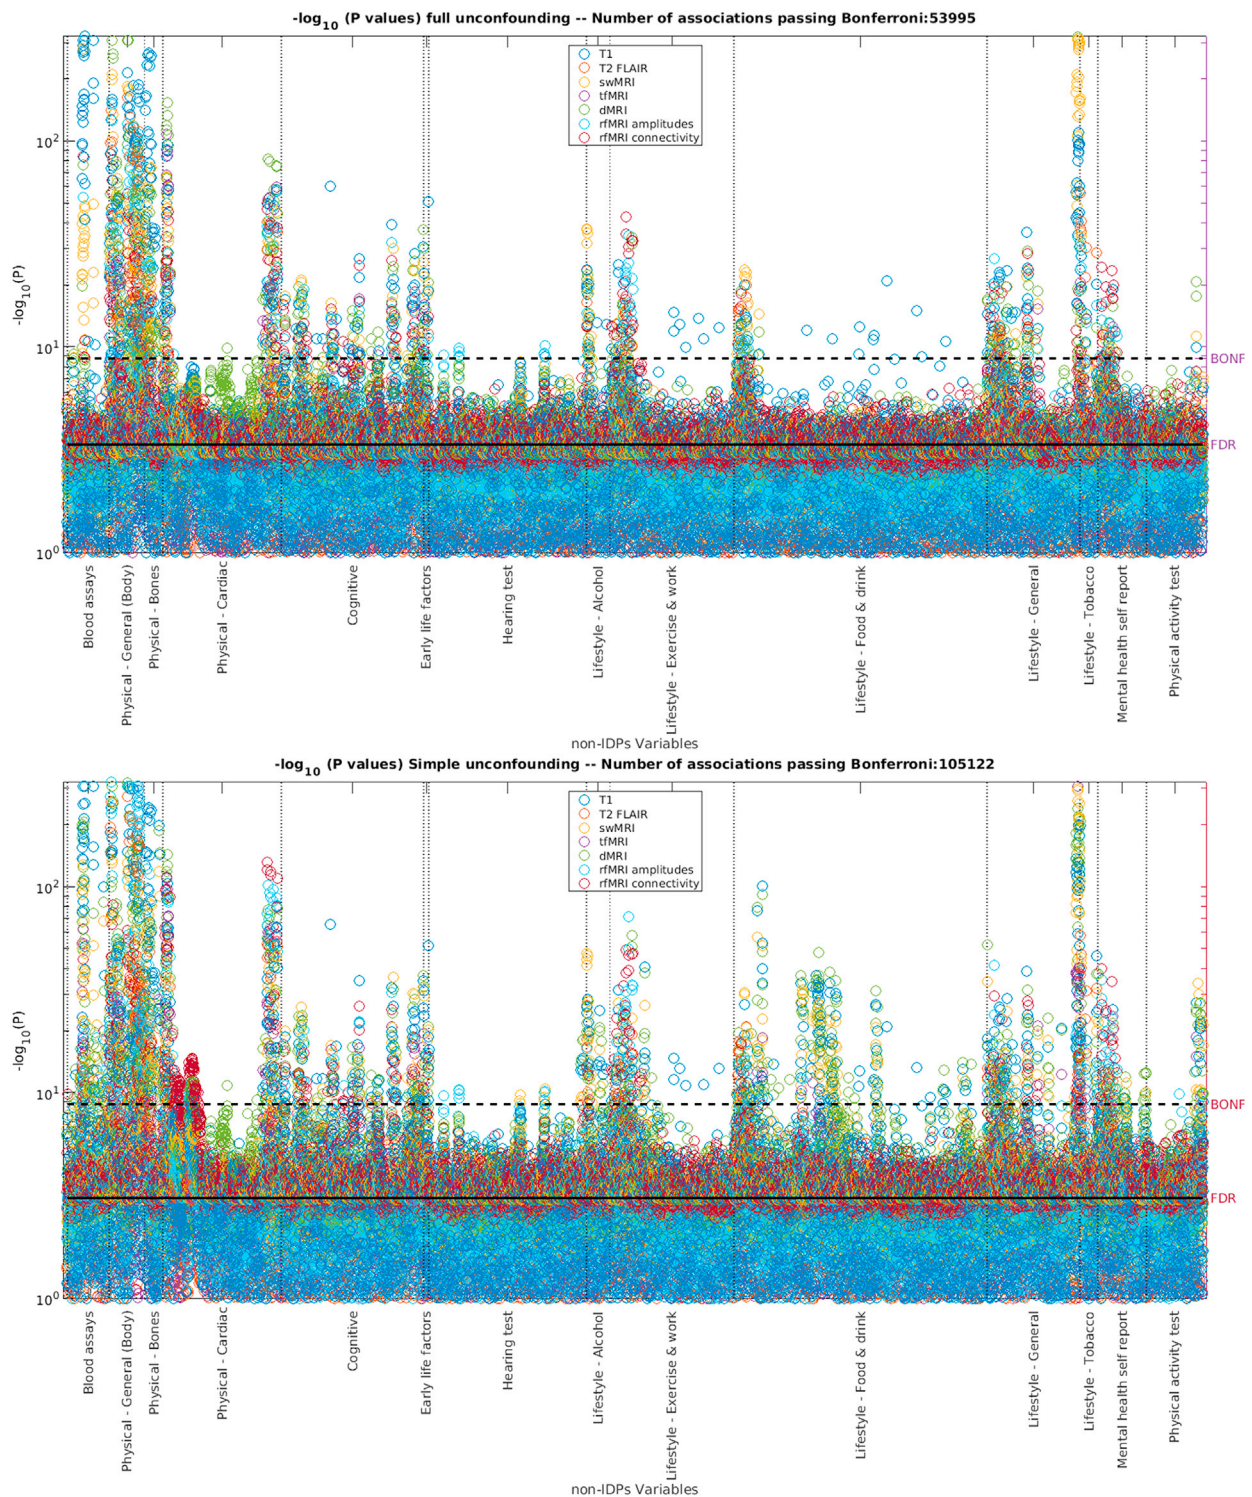 -log10 (P values) full unconfounding -- Number of associations passing Bonferroni:53995
T1
T2 FLAIR
swMRI
tfMRI
dMRI
rfMRI amplitudes
rfMRI connectivity
-log10(P)
10^2
10^1
10^0
BONF
FDR
Blood assays
Physical - General (Body)
Physical - Bones
Physical - Cardiac
Cognitive
Early life factors
Hearing test
Lifestyle - Alcohol
Lifestyle - Exercise & work
Lifestyle - Food & drink
Lifestyle - General
Lifestyle - Tobacco
Mental health self report
Physical activity test
non-IDPs Variables
-log10 (P values) Simple unconfounding -- Number of associations passing Bonferroni:105122
T1
T2 FLAIR
swMRI
tfMRI
dMRI
rfMRI amplitudes
rfMRI connectivity
-log10(P)
10^2
10^1
10^0
BONF
FDR
Blood assays
Physical - General (Body)
Physical - Bones
Physical - Cardiac
Cognitive
Early life factors
Hearing test
Lifestyle - Alcohol
Lifestyle - Exercise & work
Lifestyle - Food & drink
Lifestyle - General
Lifestyle - Tobacco
Mental health self report
Physical activity test
non-IDPs Variables